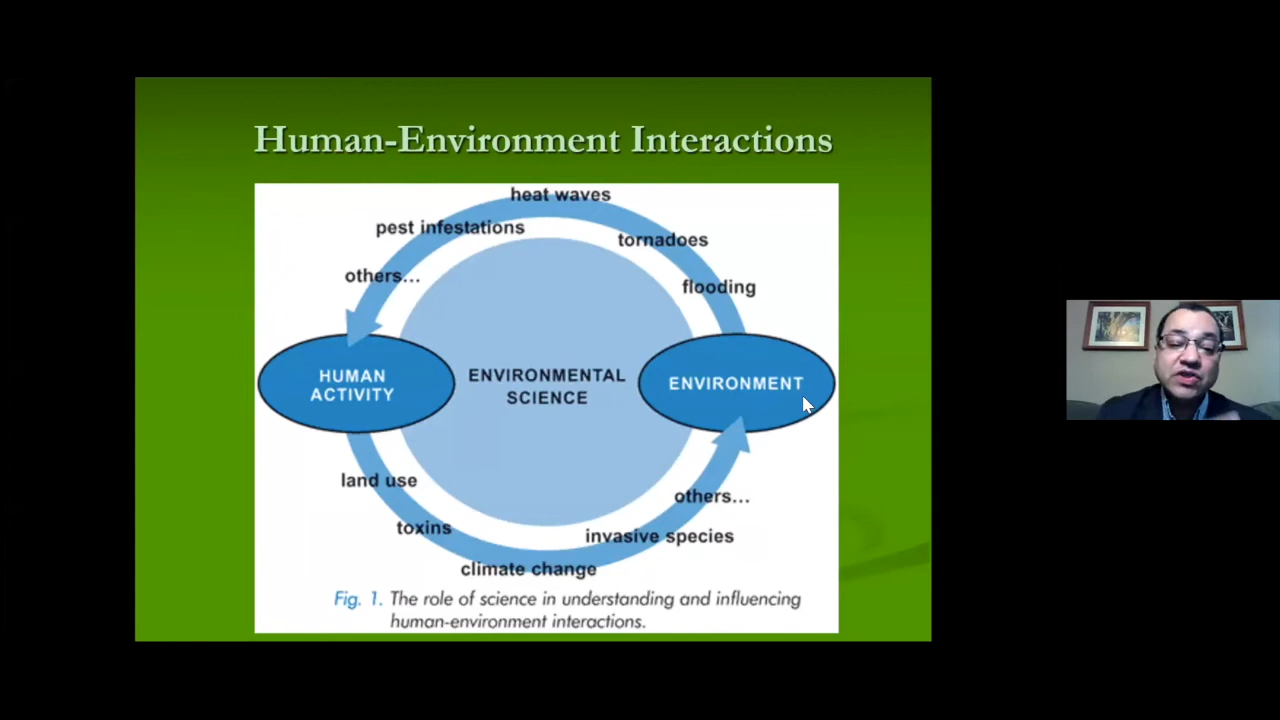 Human-Environment Interactions
heat waves
pest infestations
tornadoes
others...
flooding
HUMAN
ACTIVITY
ENVIRONMENTAL
SCIENCE
ENVIRONMENT
land use
others...
toxins
invasive species
climate change
Fig. 1. The role of science in understanding and influencing
human-environment interactions.